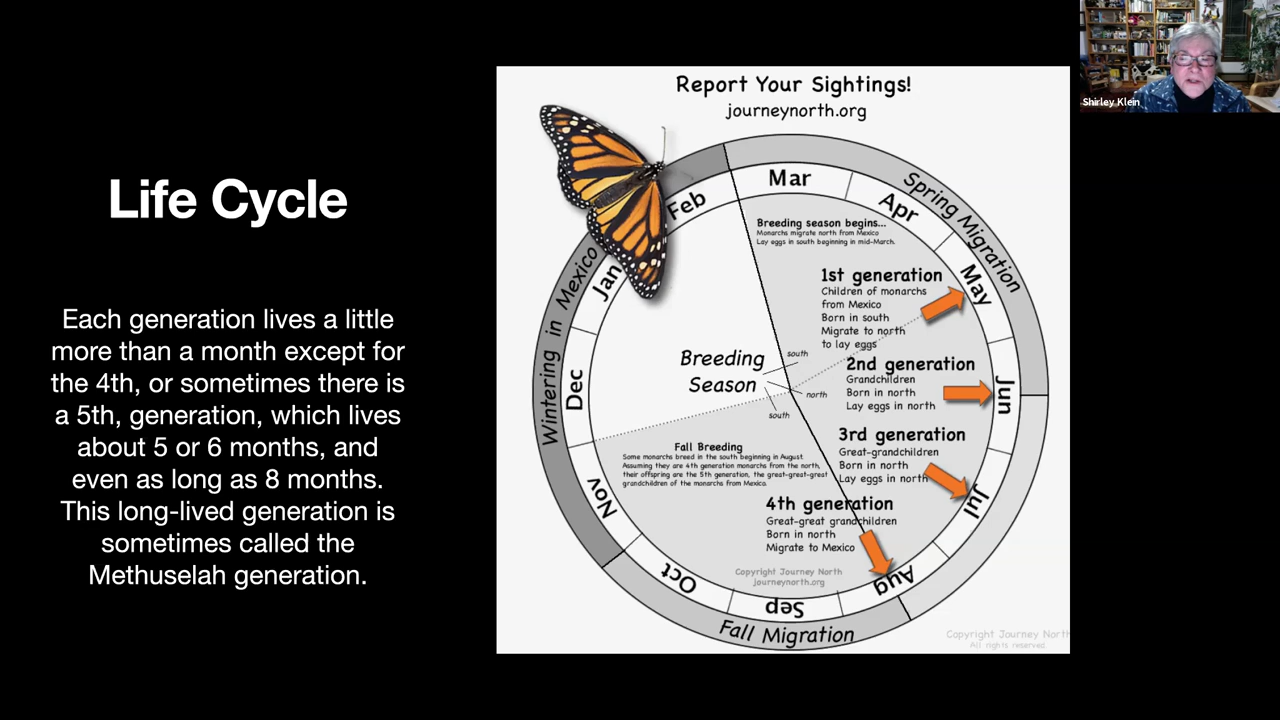 Life Cycle
Each generation lives a little
more than a month except for
the 4th, or sometimes there is
a 5th, generation, which lives
about 5 or 6 months, and
even as long as 8 months.
This long-lived generation is
sometimes called the
Methuselah generation.
Report Your Sightings!
journeynorth.org
Jan
Feb
Mar
Apr
May
Jun
Jul
Aug
Sep
Oct
Nov
Dec
Spring Migration
Fall Migration
Wintering in Mexico
Breeding season begins...
Monarchs migrate north from Mexico
Lay eggs in south beginning in mid-March.
1st generation
Children of monarchs
from Mexico
Born in south
Migrate to north
to lay eggs
Breeding
Season
south
north
south
2nd generation
Grandchildren
Born in north
Lay eggs in north
3rd generation
Great-grandchildren
Born in north
Lay eggs in north
Fall Breeding
Some monarchs breed in the south beginning in August.
Assuming they are 4th generation monarchs from the north,
their offspring are the 5th generation, the great-great-great
grandchildren of the monarchs from Mexico.
4th generation
Great-great grandchildren
Born in north
Migrate to Mexico
Copyright Journey North
journeynorth.org
Copyright Journey North
All rights reserved.
Shirley Klein